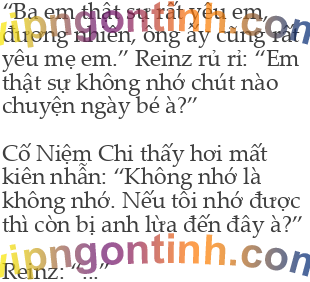 “Ba em thật sự rất yêu em,
đương nhiên, ông ấy cũng rất
yêu mẹ em.” Reinz rủ rỉ: “Em
thật sự không nhớ chút nào
chuyện ngày bé à?”

Cố Niệm Chi thấy hơi mất
kiên nhẫn: “Không nhớ là
không nhớ. Nếu tôi nhớ được
thì còn bị anh lừa đến đây à?”
vipngontinh.com
Reinz: “...”